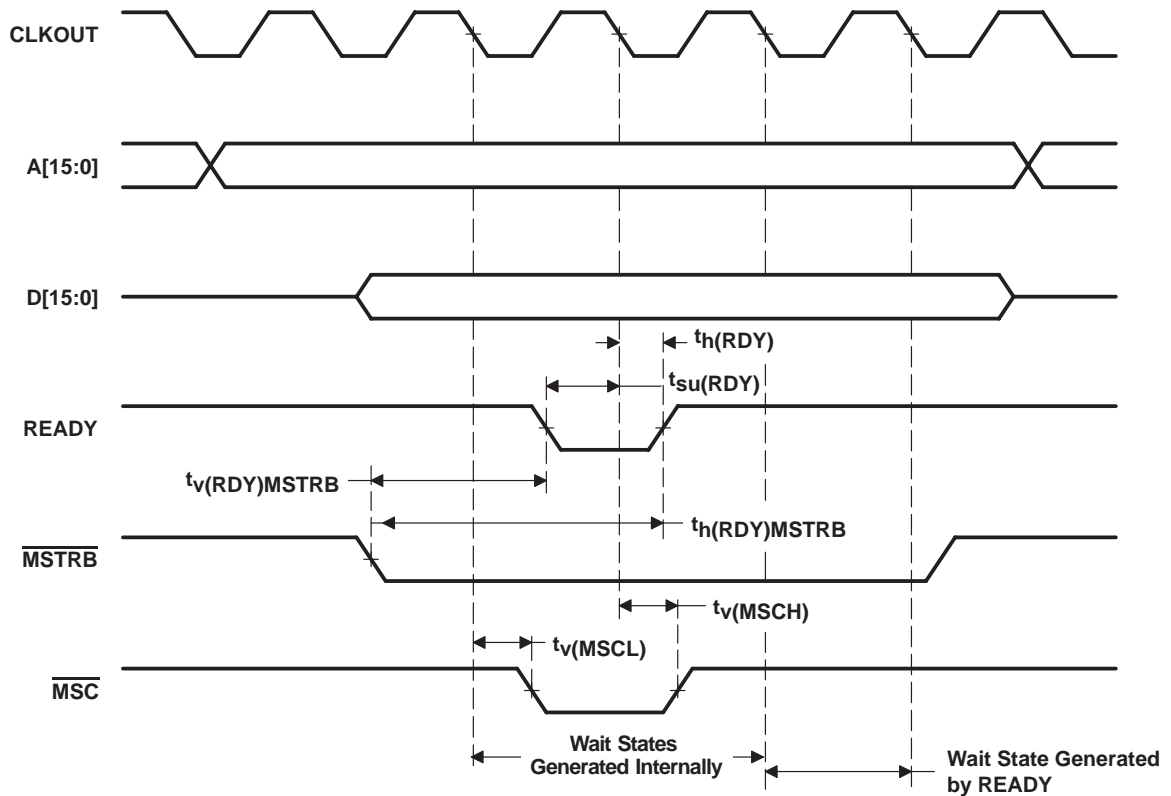 CLKOUT
A[15:0]
D[15:0]
th(RDY)
tsu(RDY)
READY
tv(RDY)MSTRB
th(RDY)MSTRB
MSTRB
tv(MSCH)
tv(MSCL)
MSC
Wait States
Generated Internally
Wait State Generated
by READY